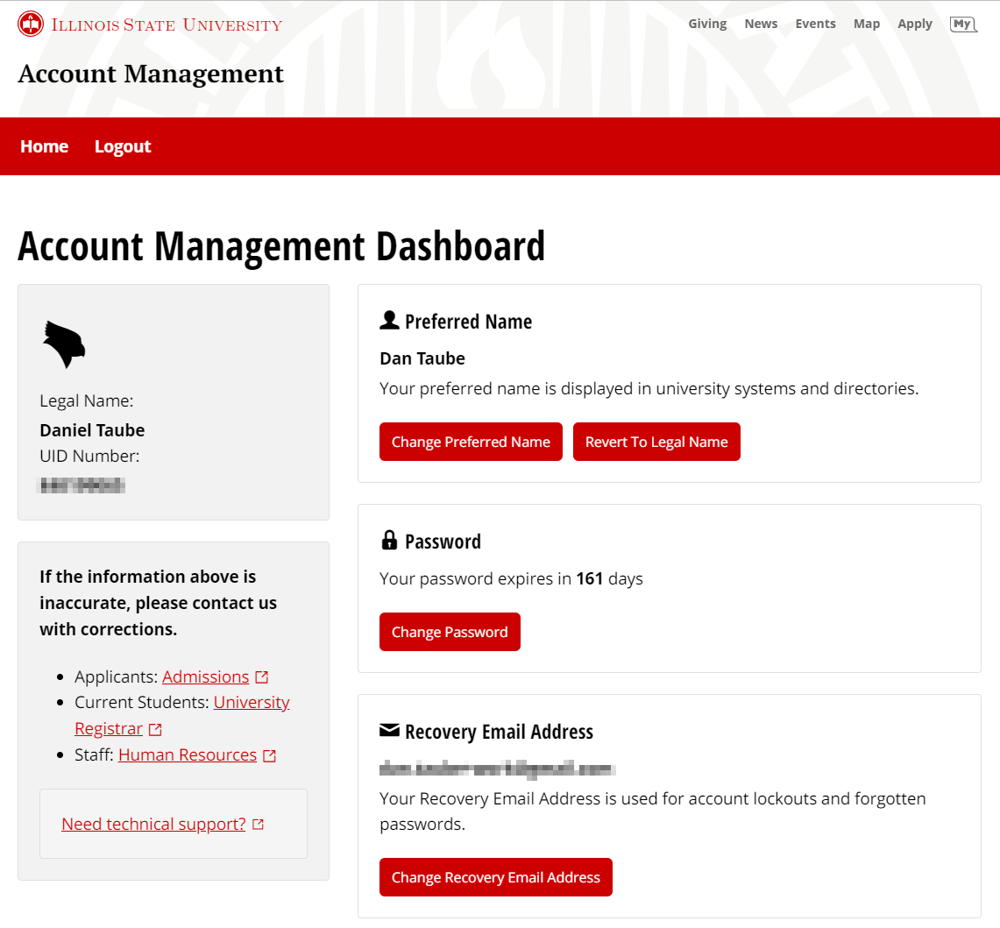 ILLINOIS STATE UNIVERSITY
Giving News Events Map Apply My
Account Management
Home Logout
Account Management Dashboard
Legal Name:
Daniel Taube
UID Number:
If the information above is
inaccurate, please contact us
with corrections.
Applicants: Admissions
Current Students: University
Registrar
Staff: Human Resources
Need technical support?
Preferred Name
Dan Taube
Your preferred name is displayed in university systems and directories.
Change Preferred Name Revert To Legal Name
Password
Your password expires in 161 days
Change Password
Recovery Email Address
Your Recovery Email Address is used for account lockouts and forgotten
passwords.
Change Recovery Email Address